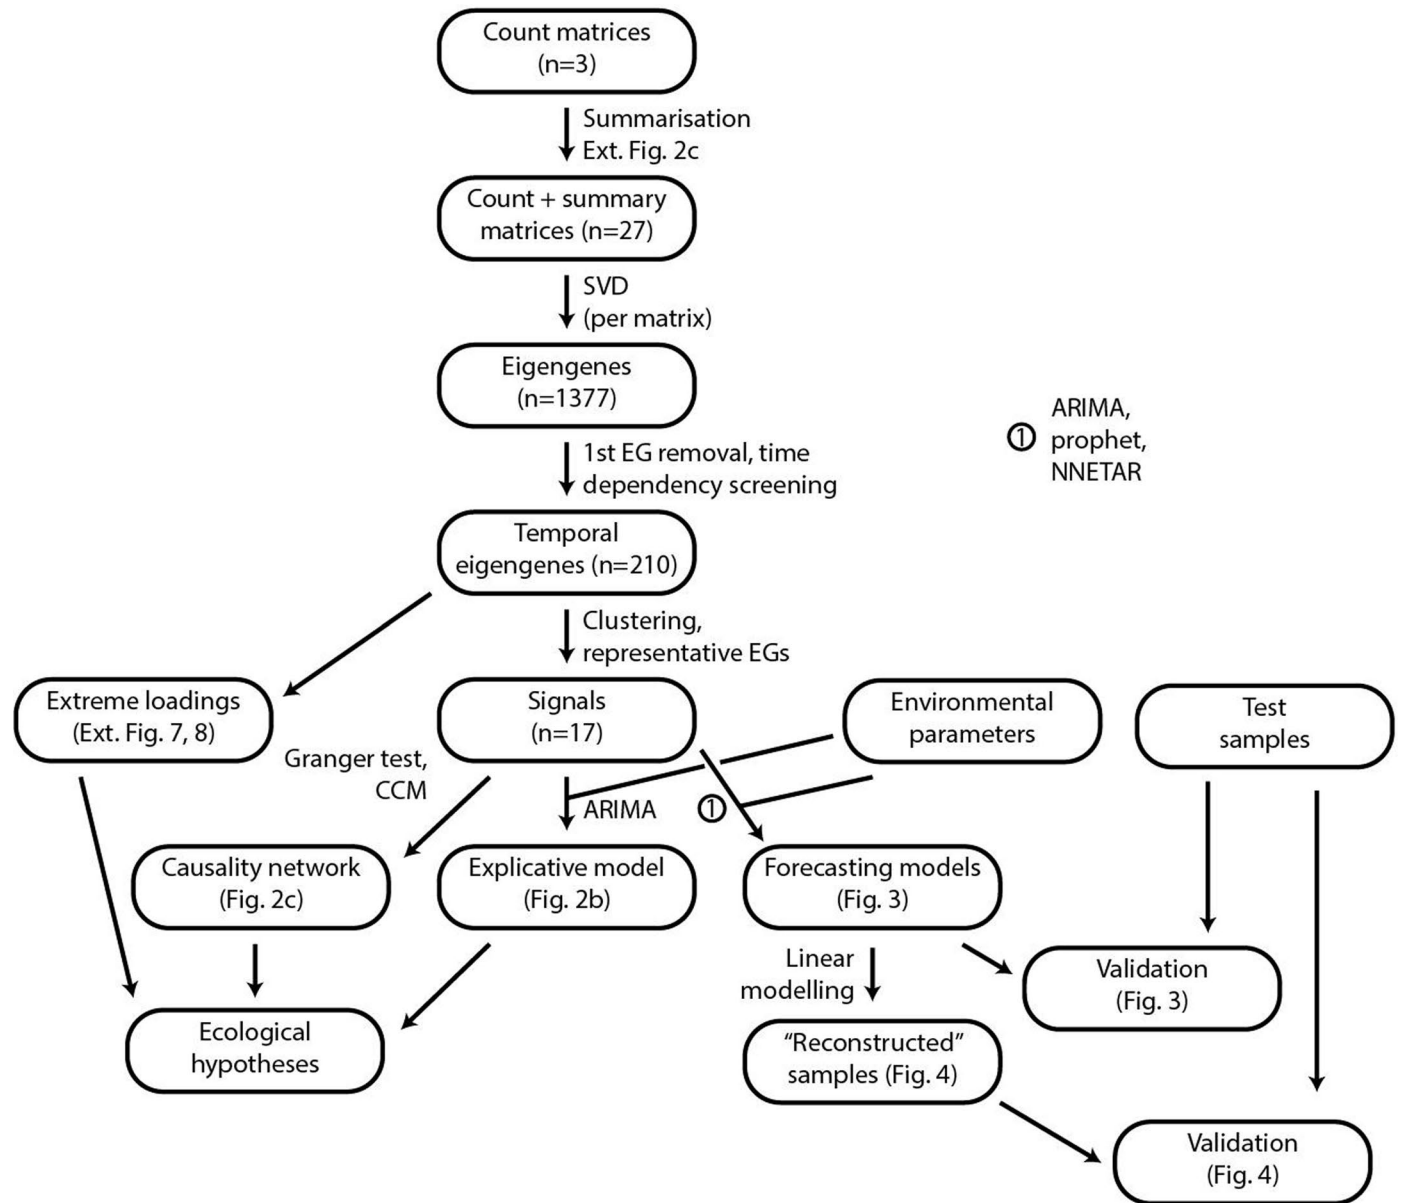 Count matrices
(n=3)
Summarisation
Ext. Fig. 2c
Count + summary
matrices (n=27)
SVD
(per matrix)
Eigengenes
(n=1377)
ARIMA,
① prophet,
NNETAR
1st EG removal, time
dependency screening
Temporal
eigengenes (n=210)
Clustering,
representative EGs
Extreme loadings
(Ext. Fig. 7, 8)
Signals
(n=17)
Environmental
parameters
Test
samples
Granger test,
CCM
ARIMA
①
Causality network
(Fig. 2c)
Explicative model
(Fig. 2b)
Forecasting models
(Fig. 3)
Linear
modelling
Validation
(Fig. 3)
Ecological
hypotheses
“Reconstructed”
samples (Fig. 4)
Validation
(Fig. 4)